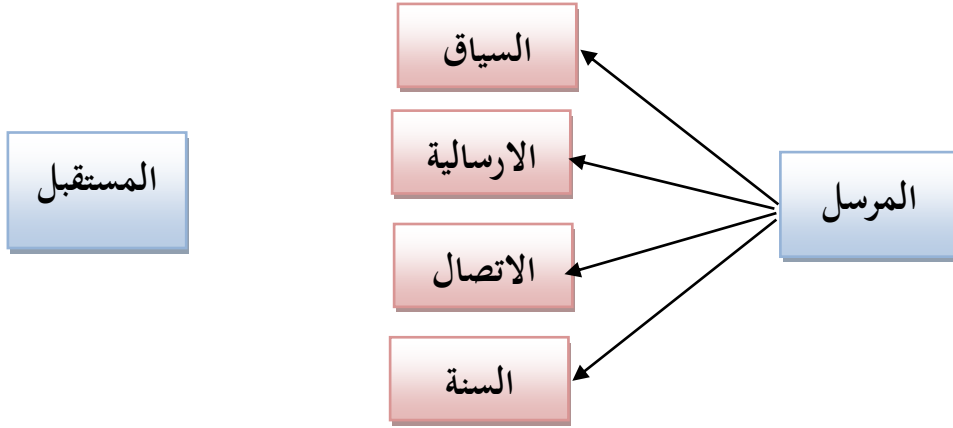 السياق
الارسالية
المستقبل
المرسل
الاتصال
السنة